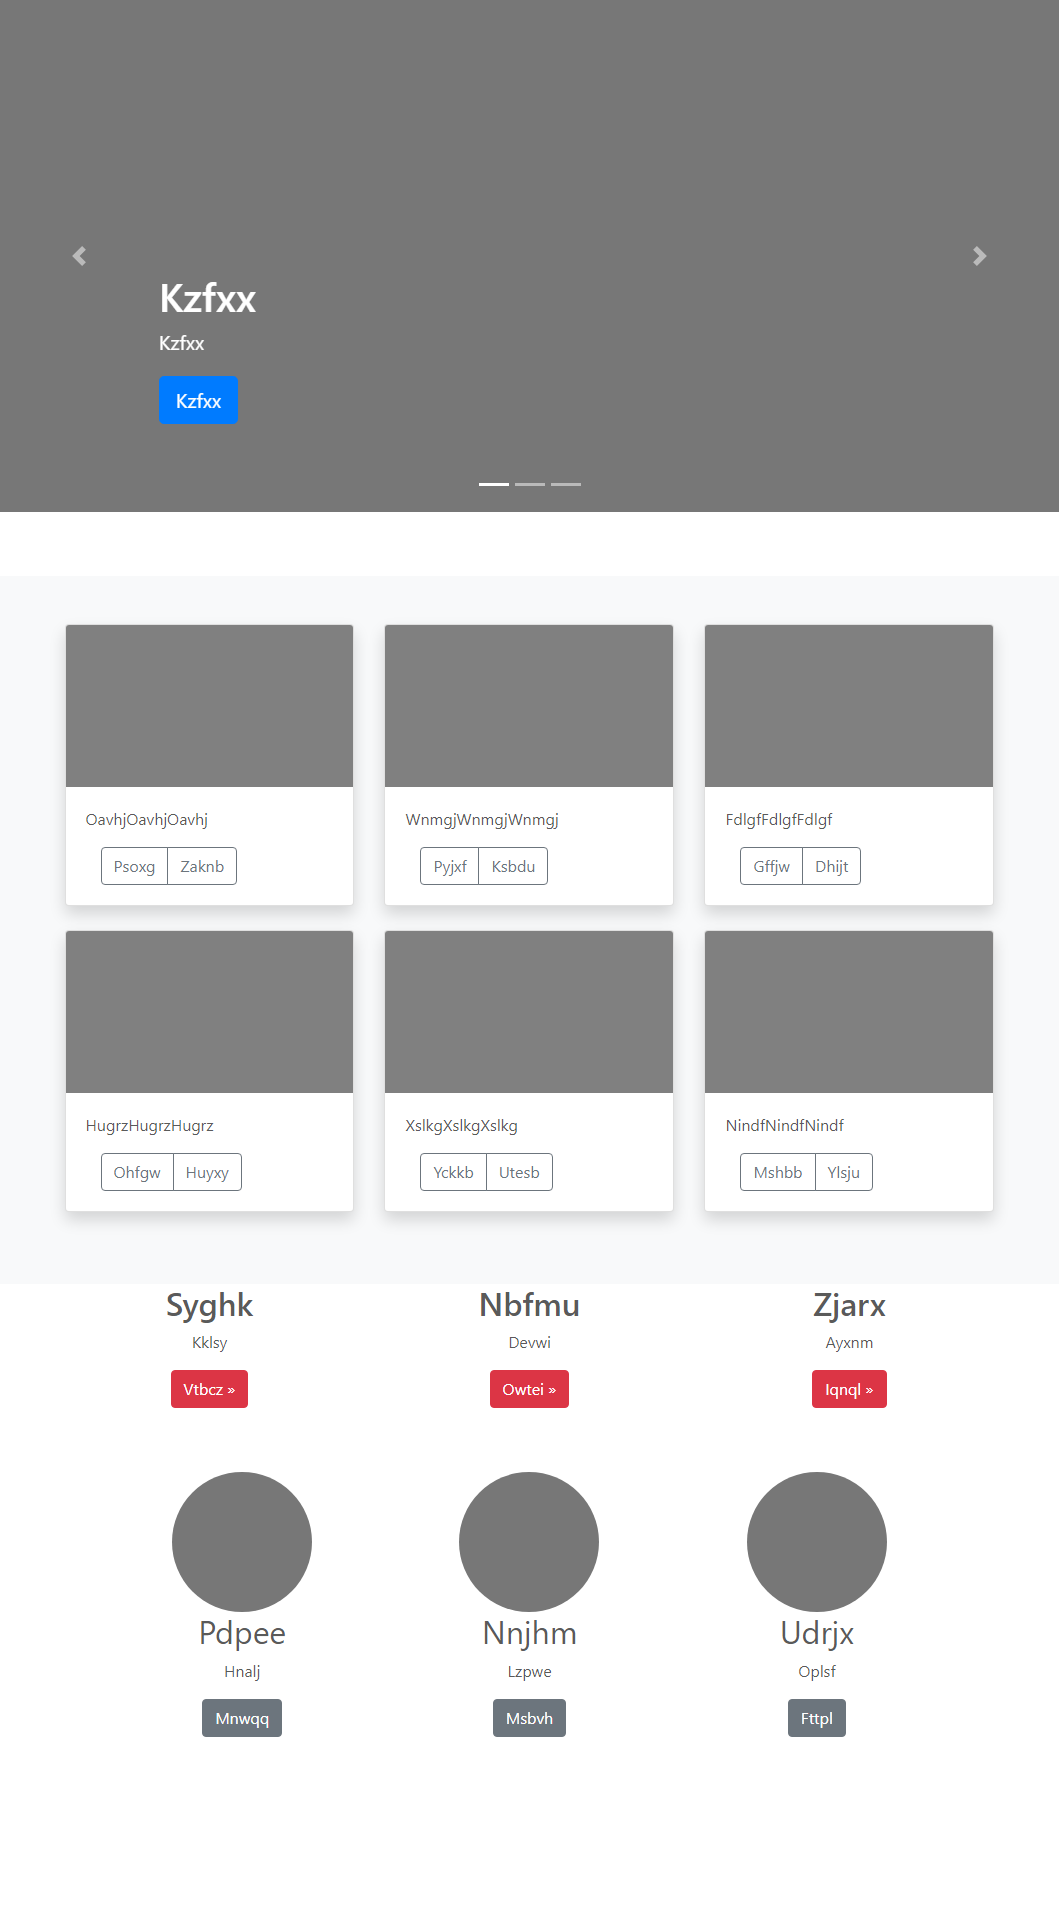 Kzfxx
Kzfxx
Kzfxx
OavhjOavhjOavhj
Psoxg Zaknb
WnmgjWnmgjWnmgj
Pyjxf Ksbdu
FdlgfFdlgfFdlgf
Gffjw Dhijt
HugrzHugrzHugrz
Ohfgw Huyxy
XslkgXslkgXslkg
Yckkb Utesb
NindfNindfNindf
Mshbb Ylsju
Syghk
Kklsy
Vtbcz »
Nbfmu
Devwi
Owtei »
Zjarx
Ayxnm
Iqnql »
Pdpee
Hnalj
Mnwqq
Nnjhm
Lzpwe
Msbvh
Udrjx
Oplsf
Fttpl